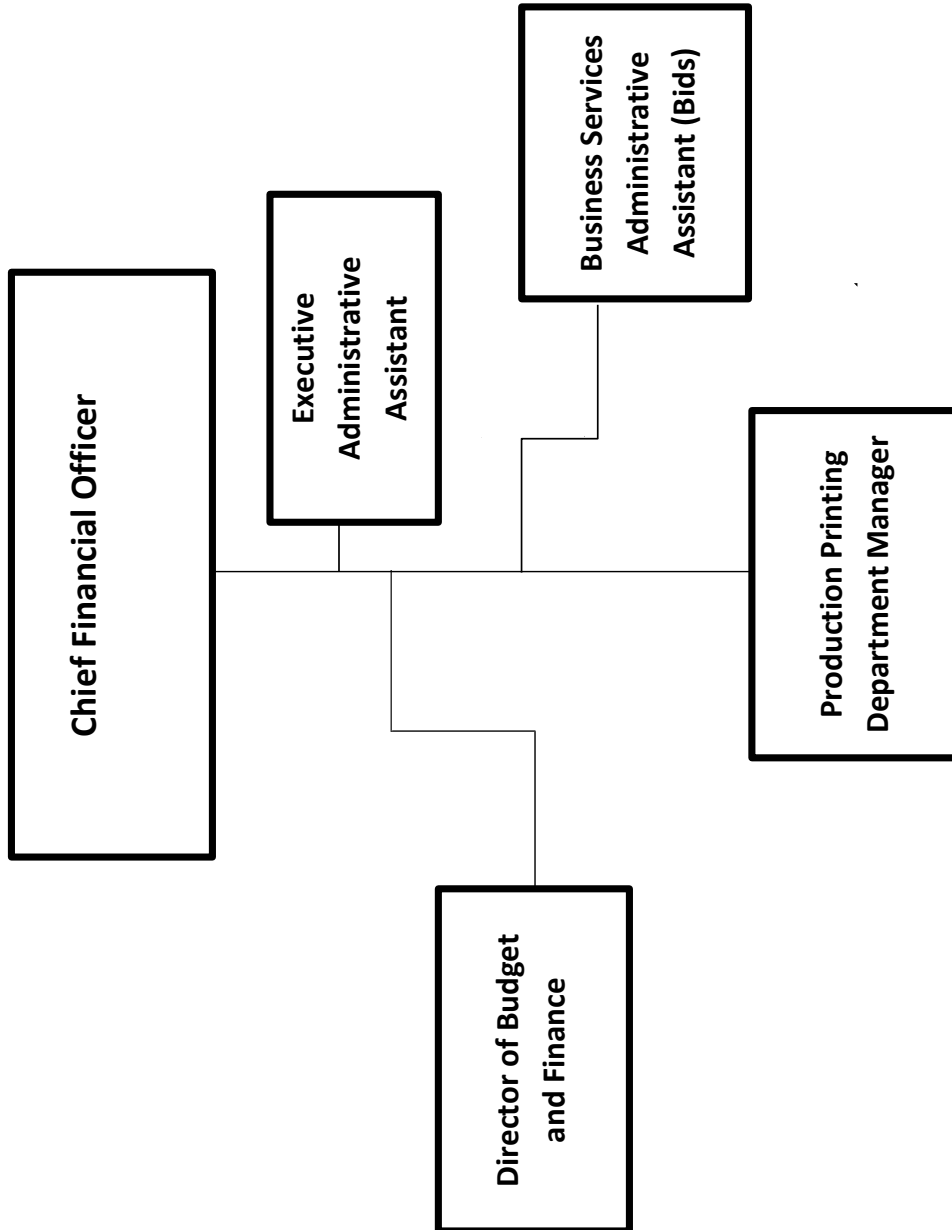 Chief Financial Officer
Executive
Administrative
Assistant
Director of Budget
and Finance
Business Services
Administrative
Assistant (Bids)
Production Printing
Department Manager